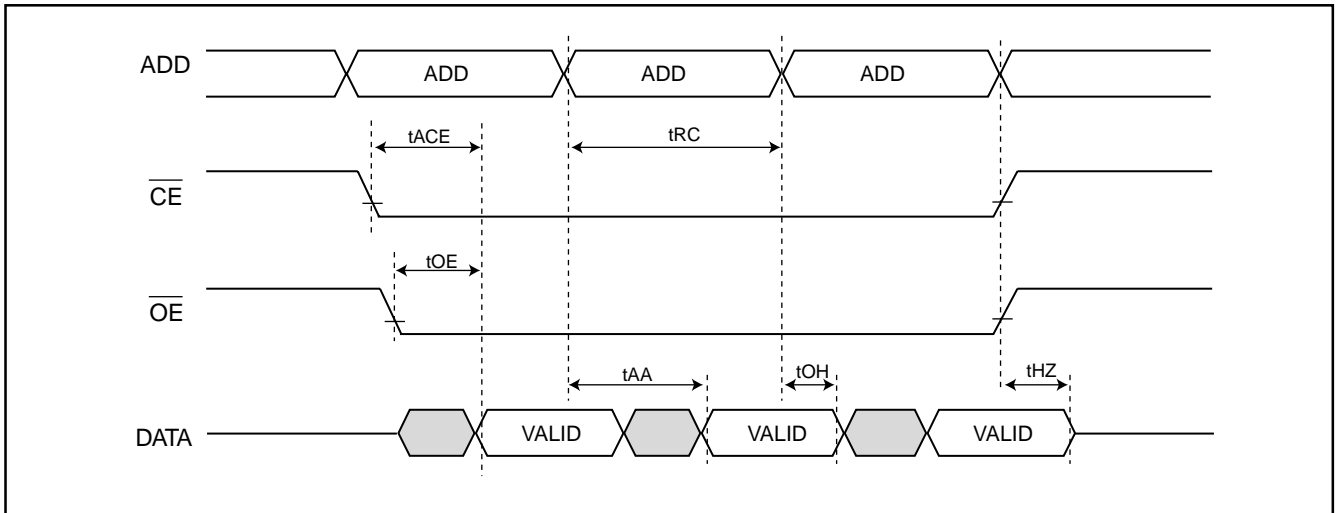 ADD
ADD
ADD
ADD
tACE
tRC
CE
tOE
OE
tAA
tOH
tHZ
DATA
VALID
VALID
VALID